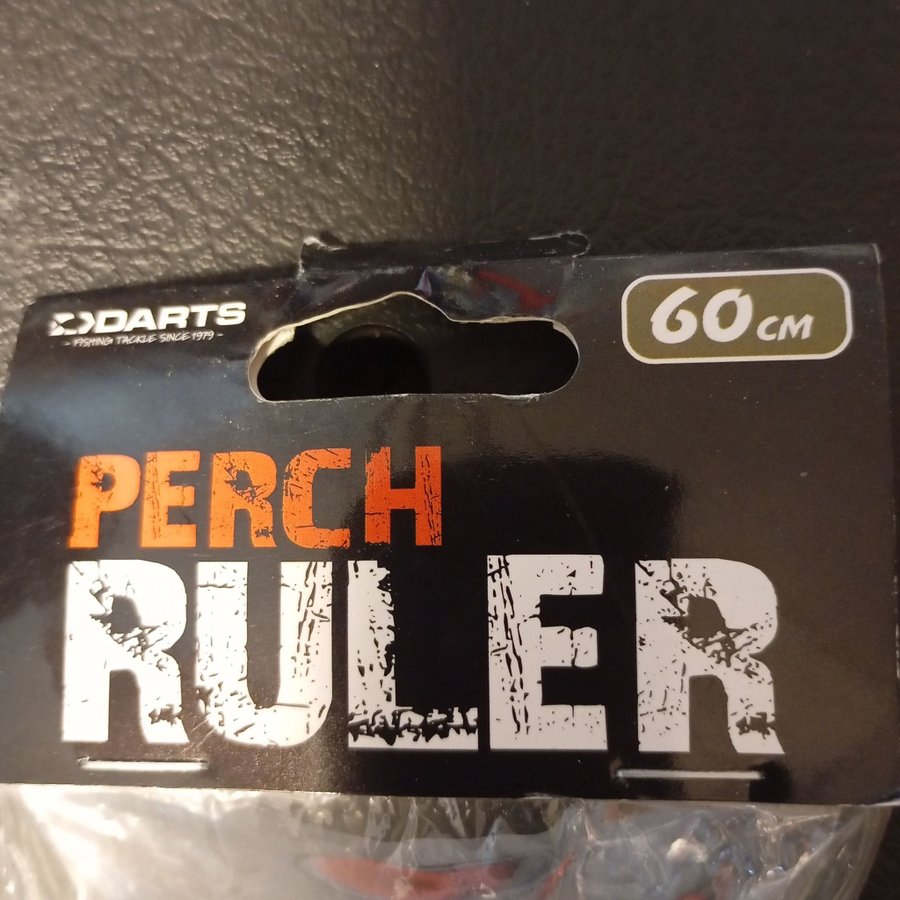 DARTS
- FISHING TACKLE SINCE 1979 -
60 CM
PERCH
RULER